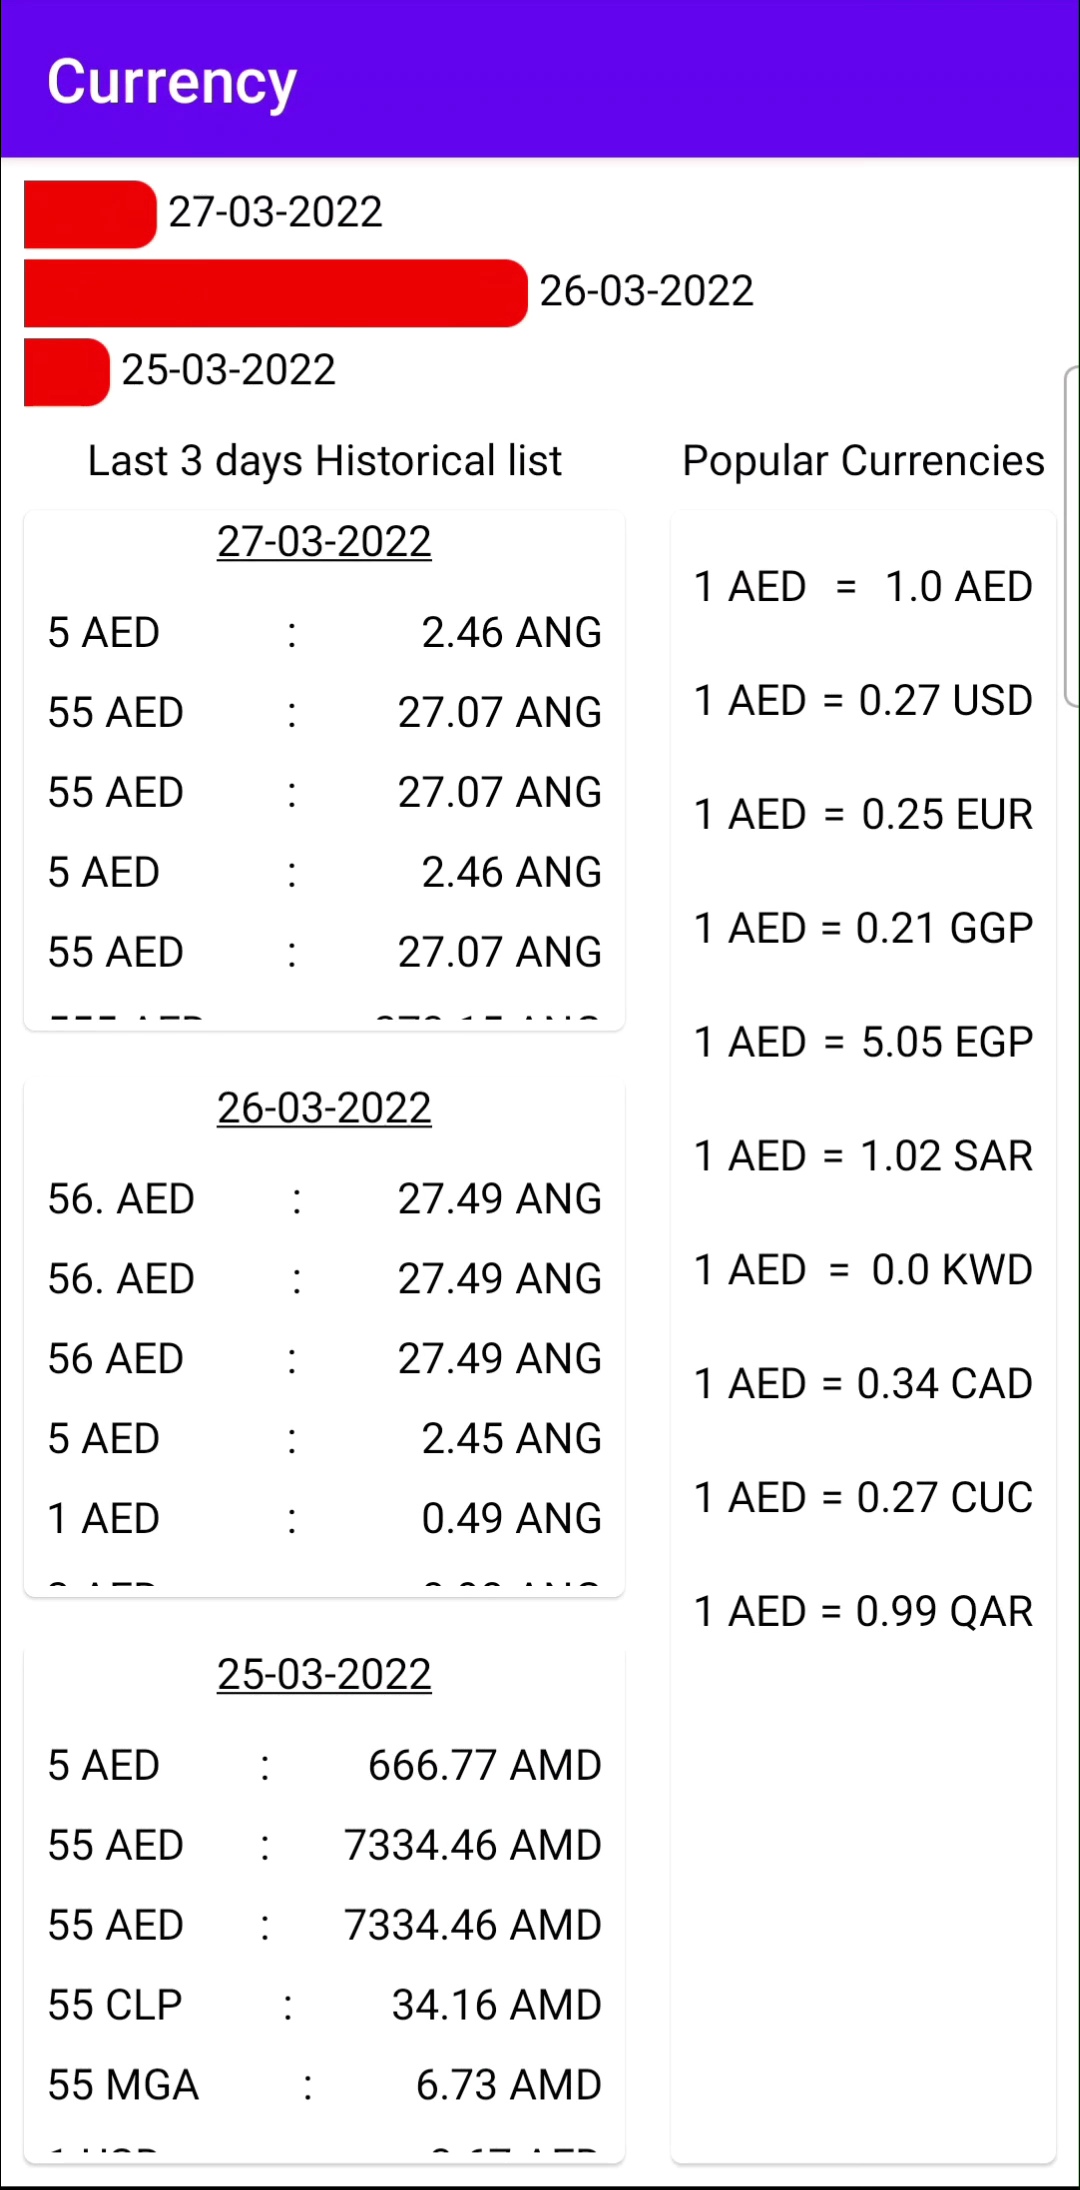 Currency
27-03-2022
26-03-2022
25-03-2022
Last 3 days Historical list
27-03-2022
5 AED : 2.46 ANG
55 AED : 27.07 ANG
55 AED : 27.07 ANG
5 AED : 2.46 ANG
55 AED : 27.07 ANG
26-03-2022
56. AED : 27.49 ANG
56. AED : 27.49 ANG
56 AED : 27.49 ANG
5 AED : 2.45 ANG
1 AED : 0.49 ANG
25-03-2022
5 AED : 666.77 AMD
55 AED : 7334.46 AMD
55 AED : 7334.46 AMD
55 CLP : 34.16 AMD
55 MGA : 6.73 AMD
Popular Currencies
1 AED = 1.0 AED
1 AED = 0.27 USD
1 AED = 0.25 EUR
1 AED = 0.21 GGP
1 AED = 5.05 EGP
1 AED = 1.02 SAR
1 AED = 0.0 KWD
1 AED = 0.34 CAD
1 AED = 0.27 CUC
1 AED = 0.99 QAR